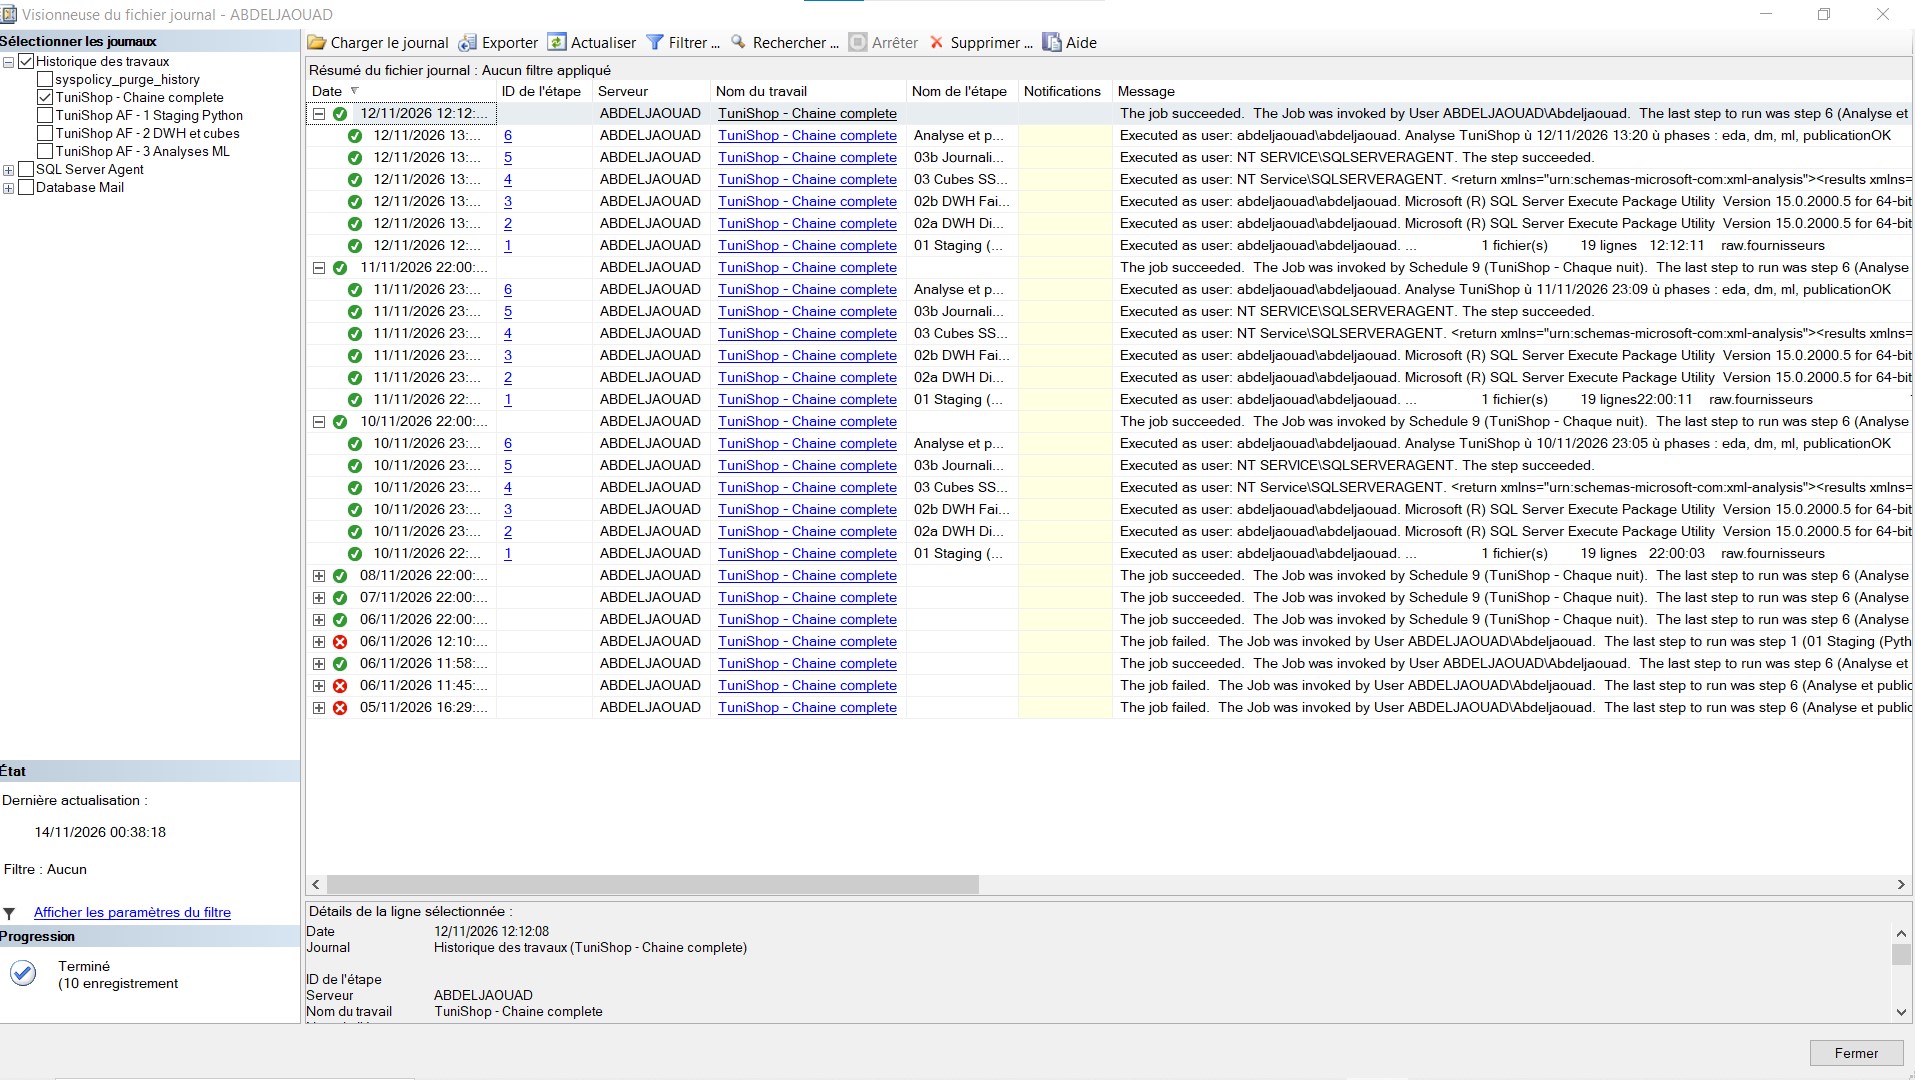 Visionneuse du fichier journal - ABDELJAOUAD
Sélectionner les journaux
Historique des travaux
syspolicy_purge_history
TuniShop - Chaine complete
TuniShop AF - 1 Staging Python
TuniShop AF - 2 DWH et cubes
TuniShop AF - 3 Analyses ML
SQL Server Agent
Database Mail
État
Dernière actualisation :
14/11/2026 00:38:18
Filtre : Aucun
Afficher les paramètres du filtre
Progression
Terminé
(10 enregistrement
Charger le journal Exporter Actualiser Filtrer ... Rechercher ... Arrêter Supprimer ... Aide
Résumé du fichier journal : Aucun filtre appliqué
Date ID de l'étape Serveur Nom du travail Nom de l'étape Notifications Message
12/11/2026 12:12:... ABDELJAOUAD TuniShop - Chaine complete The job succeeded. The Job was invoked by User ABDELJAOUAD\Abdeljaouad. The last step to run was step 6 (Analyse et
12/11/2026 13:... 6 ABDELJAOUAD TuniShop - Chaine complete Analyse et p... Executed as user: abdeljaouad\abdeljaouad. Analyse TuniShop ù 12/11/2026 13:20 ù phases : eda, dm, ml, publicationOK
12/11/2026 13:... 5 ABDELJAOUAD TuniShop - Chaine complete 03b Journali... Executed as user: NT SERVICE\SQLSERVERAGENT. The step succeeded.
12/11/2026 13:... 4 ABDELJAOUAD TuniShop - Chaine complete 03 Cubes SS... Executed as user: NT Service\SQLSERVERAGENT. <return xmlns="urn:schemas-microsoft-com:xml-analysis"><results xmlns=
12/11/2026 13:... 3 ABDELJAOUAD TuniShop - Chaine complete 02b DWH Fai... Executed as user: abdeljaouad\abdeljaouad. Microsoft (R) SQL Server Execute Package Utility Version 15.0.2000.5 for 64-bit
12/11/2026 13:... 2 ABDELJAOUAD TuniShop - Chaine complete 02a DWH Di... Executed as user: abdeljaouad\abdeljaouad. Microsoft (R) SQL Server Execute Package Utility Version 15.0.2000.5 for 64-bit
12/11/2026 12:... 1 ABDELJAOUAD TuniShop - Chaine complete 01 Staging (... Executed as user: abdeljaouad\abdeljaouad. ... 1 fichier(s) 19 lignes 12:12:11 raw.fournisseurs
11/11/2026 22:00:... ABDELJAOUAD TuniShop - Chaine complete The job succeeded. The Job was invoked by Schedule 9 (TuniShop - Chaque nuit). The last step to run was step 6 (Analyse
11/11/2026 23:... 6 ABDELJAOUAD TuniShop - Chaine complete Analyse et p... Executed as user: abdeljaouad\abdeljaouad. Analyse TuniShop ù 11/11/2026 23:09 ù phases : eda, dm, ml, publicationOK
11/11/2026 23:... 5 ABDELJAOUAD TuniShop - Chaine complete 03b Journali... Executed as user: NT SERVICE\SQLSERVERAGENT. The step succeeded.
11/11/2026 23:... 4 ABDELJAOUAD TuniShop - Chaine complete 03 Cubes SS... Executed as user: NT Service\SQLSERVERAGENT. <return xmlns="urn:schemas-microsoft-com:xml-analysis"><results xmlns=
11/11/2026 23:... 3 ABDELJAOUAD TuniShop - Chaine complete 02b DWH Fai... Executed as user: abdeljaouad\abdeljaouad. Microsoft (R) SQL Server Execute Package Utility Version 15.0.2000.5 for 64-bit
11/11/2026 23:... 2 ABDELJAOUAD TuniShop - Chaine complete 02a DWH Di... Executed as user: abdeljaouad\abdeljaouad. Microsoft (R) SQL Server Execute Package Utility Version 15.0.2000.5 for 64-bit
11/11/2026 22:... 1 ABDELJAOUAD TuniShop - Chaine complete 01 Staging (... Executed as user: abdeljaouad\abdeljaouad. ... 1 fichier(s) 19 lignes22:00:11 raw.fournisseurs
10/11/2026 22:00:... ABDELJAOUAD TuniShop - Chaine complete The job succeeded. The Job was invoked by Schedule 9 (TuniShop - Chaque nuit). The last step to run was step 6 (Analyse
10/11/2026 23:... 6 ABDELJAOUAD TuniShop - Chaine complete Analyse et p... Executed as user: abdeljaouad\abdeljaouad. Analyse TuniShop ù 10/11/2026 23:05 ù phases : eda, dm, ml, publicationOK
10/11/2026 23:... 5 ABDELJAOUAD TuniShop - Chaine complete 03b Journali... Executed as user: NT SERVICE\SQLSERVERAGENT. The step succeeded.
10/11/2026 23:... 4 ABDELJAOUAD TuniShop - Chaine complete 03 Cubes SS... Executed as user: NT Service\SQLSERVERAGENT. <return xmlns="urn:schemas-microsoft-com:xml-analysis"><results xmlns=
10/11/2026 23:... 3 ABDELJAOUAD TuniShop - Chaine complete 02b DWH Fai... Executed as user: abdeljaouad\abdeljaouad. Microsoft (R) SQL Server Execute Package Utility Version 15.0.2000.5 for 64-bit
10/11/2026 23:... 2 ABDELJAOUAD TuniShop - Chaine complete 02a DWH Di... Executed as user: abdeljaouad\abdeljaouad. Microsoft (R) SQL Server Execute Package Utility Version 15.0.2000.5 for 64-bit
10/11/2026 22:... 1 ABDELJAOUAD TuniShop - Chaine complete 01 Staging (... Executed as user: abdeljaouad\abdeljaouad. ... 1 fichier(s) 19 lignes 22:00:03 raw.fournisseurs
08/11/2026 22:00:... ABDELJAOUAD TuniShop - Chaine complete The job succeeded. The Job was invoked by Schedule 9 (TuniShop - Chaque nuit). The last step to run was step 6 (Analyse
07/11/2026 22:00:... ABDELJAOUAD TuniShop - Chaine complete The job succeeded. The Job was invoked by Schedule 9 (TuniShop - Chaque nuit). The last step to run was step 6 (Analyse
06/11/2026 22:00:... ABDELJAOUAD TuniShop - Chaine complete The job succeeded. The Job was invoked by Schedule 9 (TuniShop - Chaque nuit). The last step to run was step 6 (Analyse
06/11/2026 12:10:... ABDELJAOUAD TuniShop - Chaine complete The job failed. The Job was invoked by User ABDELJAOUAD\Abdeljaouad. The last step to run was step 1 (01 Staging (Pyth
06/11/2026 11:58:... ABDELJAOUAD TuniShop - Chaine complete The job succeeded. The Job was invoked by User ABDELJAOUAD\Abdeljaouad. The last step to run was step 6 (Analyse et
06/11/2026 11:45:... ABDELJAOUAD TuniShop - Chaine complete The job failed. The Job was invoked by User ABDELJAOUAD\Abdeljaouad. The last step to run was step 6 (Analyse et public
05/11/2026 16:29:... ABDELJAOUAD TuniShop - Chaine complete The job failed. The Job was invoked by User ABDELJAOUAD\Abdeljaouad. The last step to run was step 6 (Analyse et public
Détails de la ligne sélectionnée :
Date 12/11/2026 12:12:08
Journal Historique des travaux (TuniShop - Chaine complete)
ID de l'étape
Serveur ABDELJAOUAD
Nom du travail TuniShop - Chaine complete
Fermer